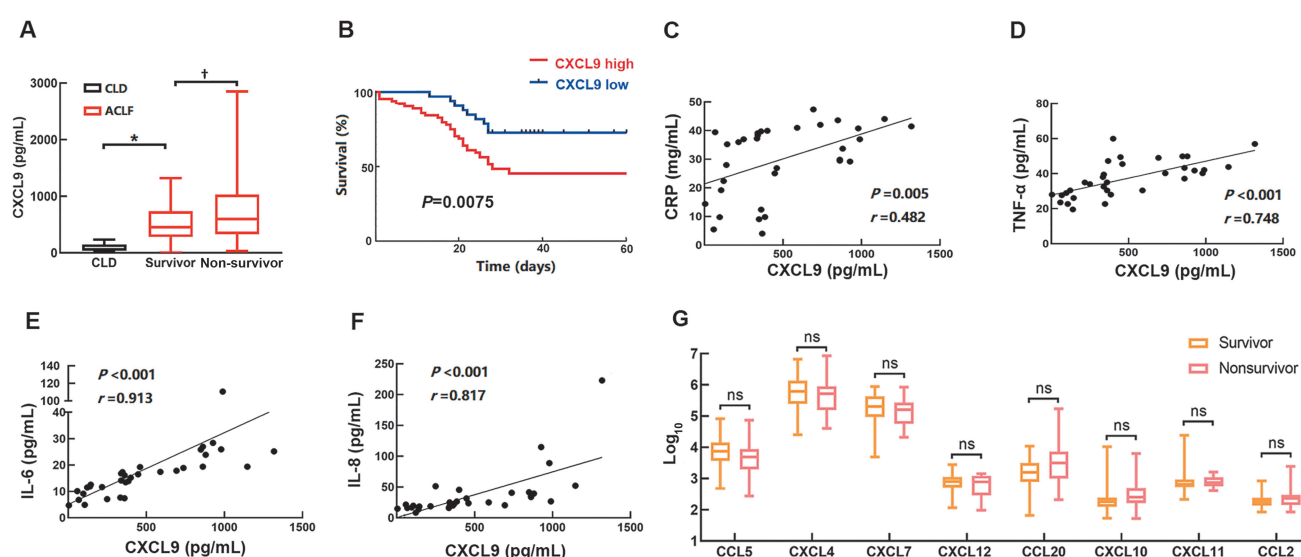 A
CLD
ACLF
†
*
CXCL9 (pg/mL)
3000
2000
1000
0
CLD
Survivor
Non-survivor
B
CXCL9 high
CXCL9 low
Survival (%)
100
50
0
P=0.0075
0
20
40
60
Time (days)
C
CRP (mg/mL)
50
40
30
20
10
0
P=0.005
r=0.482
500
1000
1500
CXCL9 (pg/mL)
D
TNF-α (pg/mL)
80
60
40
20
0
P<0.001
r=0.748
500
1000
1500
CXCL9 (pg/mL)
E
IL-6 (pg/mL)
140
120
100
80
40
30
20
10
0
P<0.001
r=0.913
0
500
1000
1500
CXCL9 (pg/mL)
F
IL-8 (pg/mL)
250
200
150
100
50
0
P<0.001
r=0.817
0
500
1000
1500
CXCL9 (pg/mL)
G
Survivor
Nonsurvivor
Log10
7
6
5
4
3
2
1
ns
ns
ns
ns
ns
ns
ns
ns
CCL5
CXCL4
CXCL7
CXCL12
CCL20
CXCL10
CXCL11
CCL2